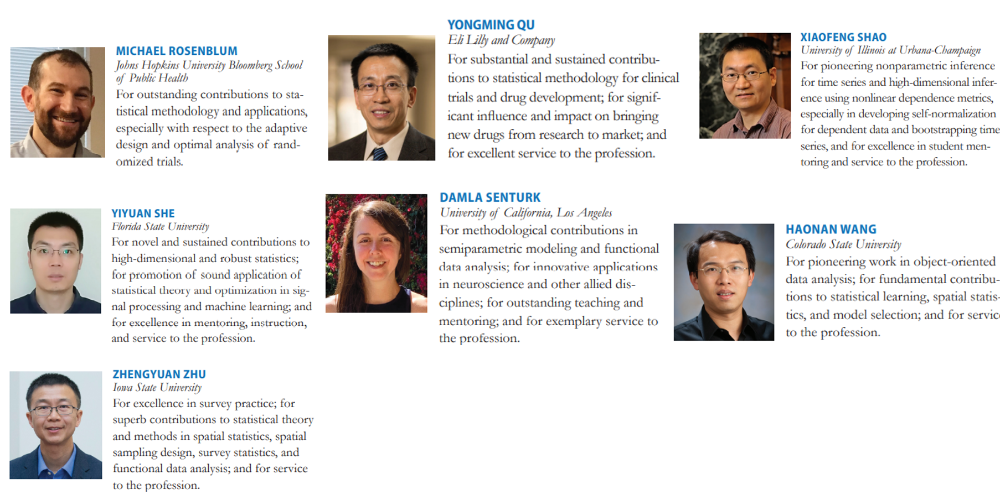 MICHAEL ROSENBLUM
Johns Hopkins University Bloomberg School
of Public Health
For outstanding contributions to sta-
tistical methodology and applications,
especially with respect to the adaptive
design and optimal analysis of rand-
omized trials.
YONGMING QU
Eli Lilly and Company
For substantial and sustained contribu-
tions to statistical methodology for clinical
trials and drug development; for signif-
icant influence and impact on bringing
new drugs from research to market; and
for excellent service to the profession.
XIAOFENG SHAO
University of Illinois at Urbana-Champaign
For pioneering nonparametric inference
for time series and high-dimensional infer-
ence using nonlinear dependence metrics,
especially in developing self-normalization
for dependent data and bootstrapping time
series, and for excellence in student men-
toring and service to the profession.
YIYUAN SHE
Florida State University
For novel and sustained contributions to
high-dimensional and robust statistics;
for promotion of sound application of
statistical theory and optimization in sig-
nal processing and machine learning; and
for excellence in mentoring, instruction,
and service to the profession.
DAMLA SENTURK
University of California, Los Angeles
For methodological contributions in
semiparametric modeling and functional
data analysis; for innovative applications
in neuroscience and other allied dis-
ciplines; for outstanding teaching and
mentoring; and for exemplary service to
the profession.
HAONAN WANG
Colorado State University
For pioneering work in object-oriented
data analysis; for fundamental contribu-
tions to statistical learning, spatial statis-
tics, and model selection; and for service
to the profession.
ZHENGYUAN ZHU
Iowa State University
For excellence in survey practice; for
superb contributions to statistical theory
and methods in spatial statistics, spatial
sampling design, survey statistics, and
functional data analysis; and for service
to the profession.